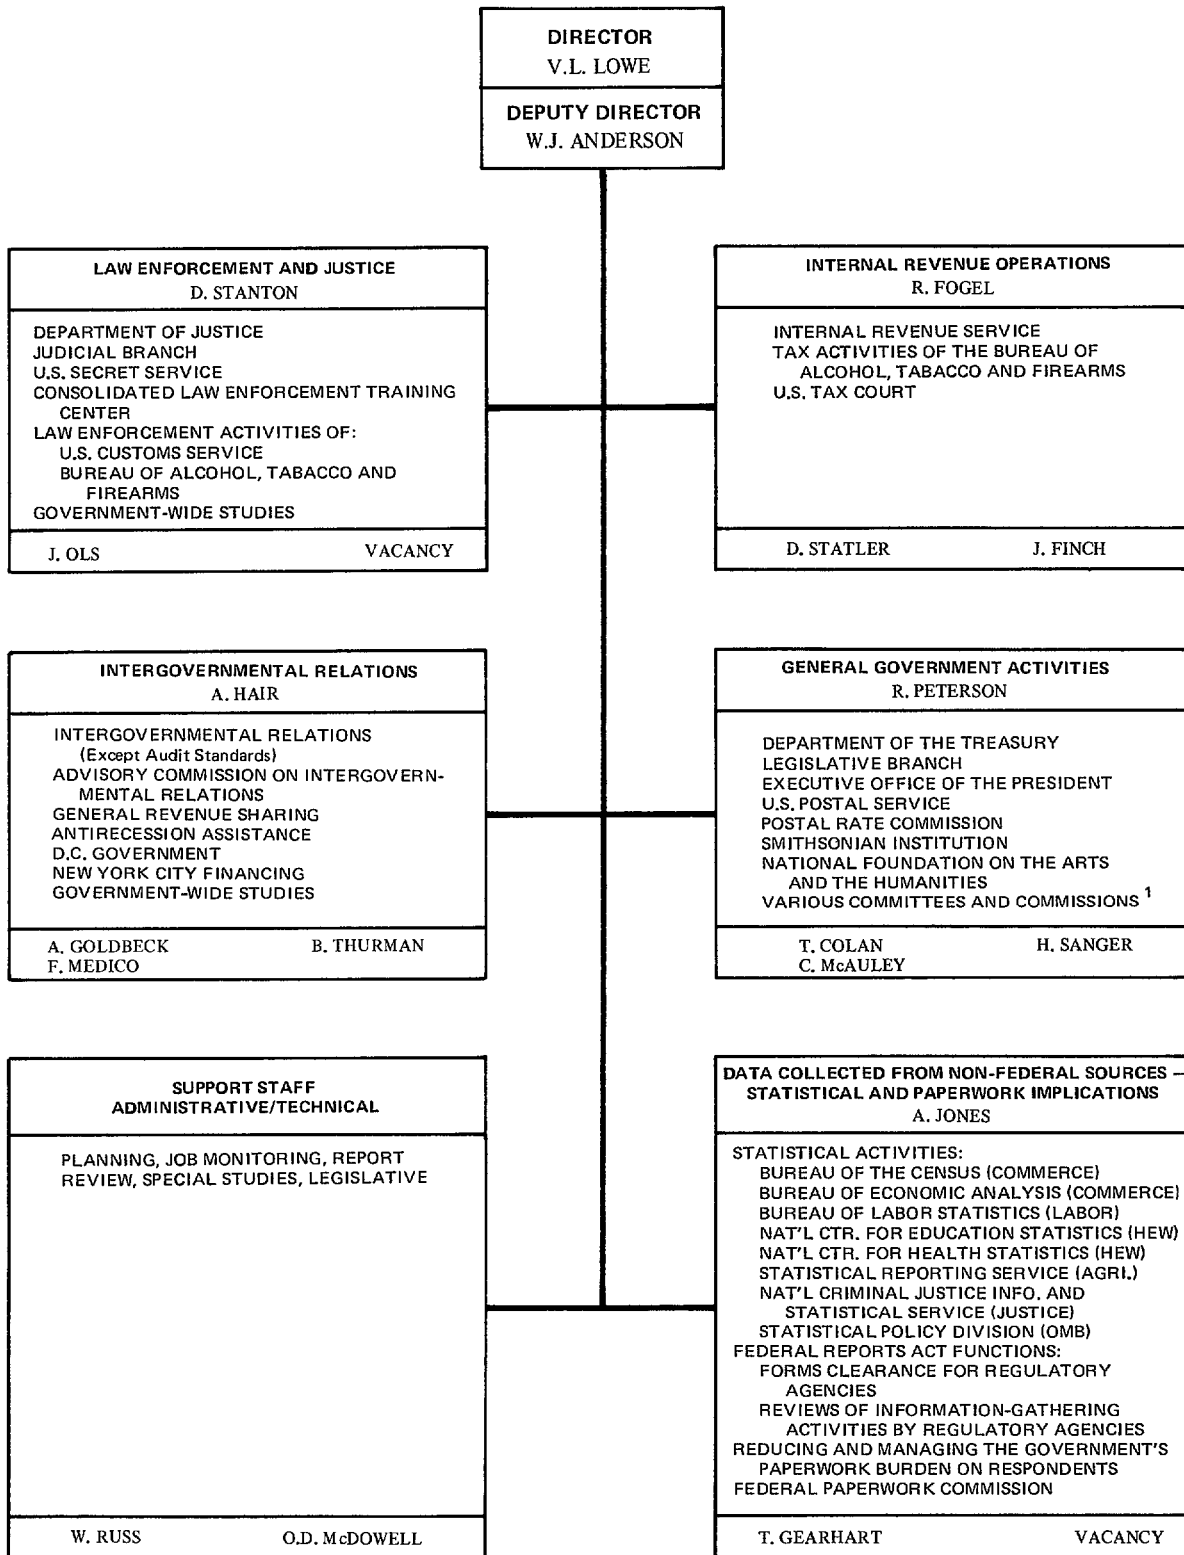 DIRECTOR
V.L. LOWE
DEPUTY DIRECTOR
W.J. ANDERSON
LAW ENFORCEMENT AND JUSTICE
D. STANTON
DEPARTMENT OF JUSTICE
JUDICIAL BRANCH
U.S. SECRET SERVICE
CONSOLIDATED LAW ENFORCEMENT TRAINING
CENTER
LAW ENFORCEMENT ACTIVITIES OF:
U.S. CUSTOMS SERVICE
BUREAU OF ALCOHOL, TABACCO AND
FIREARMS
GOVERNMENT-WIDE STUDIES
J. OLS VACANCY
INTERNAL REVENUE OPERATIONS
R. FOGEL
INTERNAL REVENUE SERVICE
TAX ACTIVITIES OF THE BUREAU OF
ALCOHOL, TABACCO AND FIREARMS
U.S. TAX COURT
D. STATLER J. FINCH
INTERGOVERNMENTAL RELATIONS
A. HAIR
INTERGOVERNMENTAL RELATIONS
(Except Audit Standards)
ADVISORY COMMISSION ON INTERGOVERN-
MENTAL RELATIONS
GENERAL REVENUE SHARING
ANTIRECESSION ASSISTANCE
D.C. GOVERNMENT
NEW YORK CITY FINANCING
GOVERNMENT-WIDE STUDIES
A. GOLDBECK B. THURMAN
F. MEDICO
GENERAL GOVERNMENT ACTIVITIES
R. PETERSON
DEPARTMENT OF THE TREASURY
LEGISLATIVE BRANCH
EXECUTIVE OFFICE OF THE PRESIDENT
U.S. POSTAL SERVICE
POSTAL RATE COMMISSION
SMITHSONIAN INSTITUTION
NATIONAL FOUNDATION ON THE ARTS
AND THE HUMANITIES
VARIOUS COMMITTEES AND COMMISSIONS 1
T. COLAN H. SANGER
C. McAULEY
SUPPORT STAFF
ADMINISTRATIVE/TECHNICAL
PLANNING, JOB MONITORING, REPORT
REVIEW, SPECIAL STUDIES, LEGISLATIVE
W. RUSS O.D. McDOWELL
DATA COLLECTED FROM NON-FEDERAL SOURCES —
STATISTICAL AND PAPERWORK IMPLICATIONS
A. JONES
STATISTICAL ACTIVITIES:
BUREAU OF THE CENSUS (COMMERCE)
BUREAU OF ECONOMIC ANALYSIS (COMMERCE)
BUREAU OF LABOR STATISTICS (LABOR)
NAT'L CTR. FOR EDUCATION STATISTICS (HEW)
NAT'L CTR. FOR HEALTH STATISTICS (HEW)
STATISTICAL REPORTING SERVICE (AGRI.)
NAT'L CRIMINAL JUSTICE INFO. AND
STATISTICAL SERVICE (JUSTICE)
STATISTICAL POLICY DIVISION (OMB)
FEDERAL REPORTS ACT FUNCTIONS:
FORMS CLEARANCE FOR REGULATORY
AGENCIES
REVIEWS OF INFORMATION-GATHERING
ACTIVITIES BY REGULATORY AGENCIES
REDUCING AND MANAGING THE GOVERNMENT'S
PAPERWORK BURDEN ON RESPONDENTS
FEDERAL PAPERWORK COMMISSION
T. GEARHART VACANCY